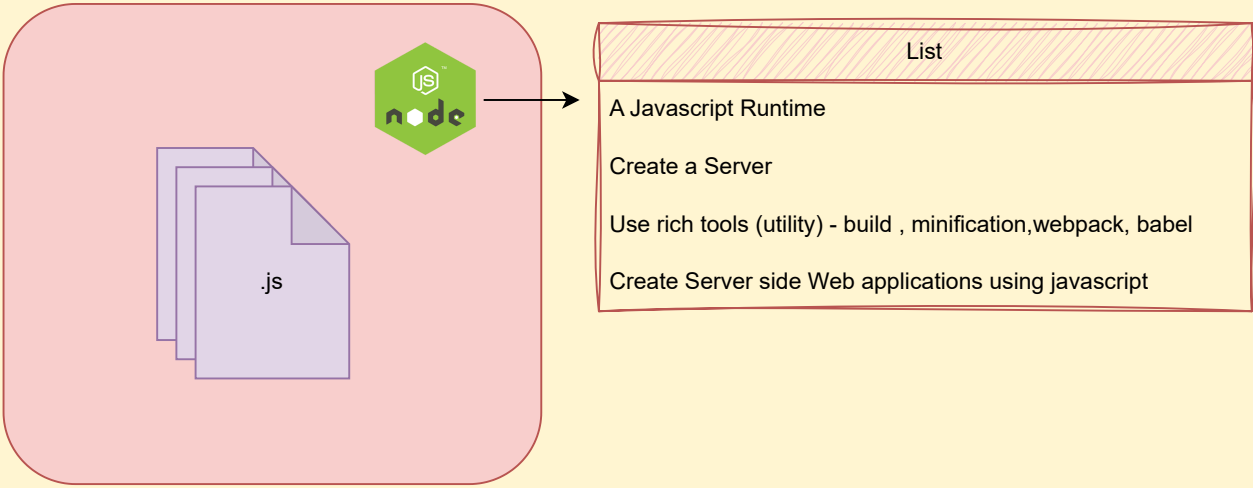 JS
™
node
.js
List
A Javascript Runtime
Create a Server
Use rich tools (utility) - build , minification,webpack, babel
Create Server side Web applications using javascript